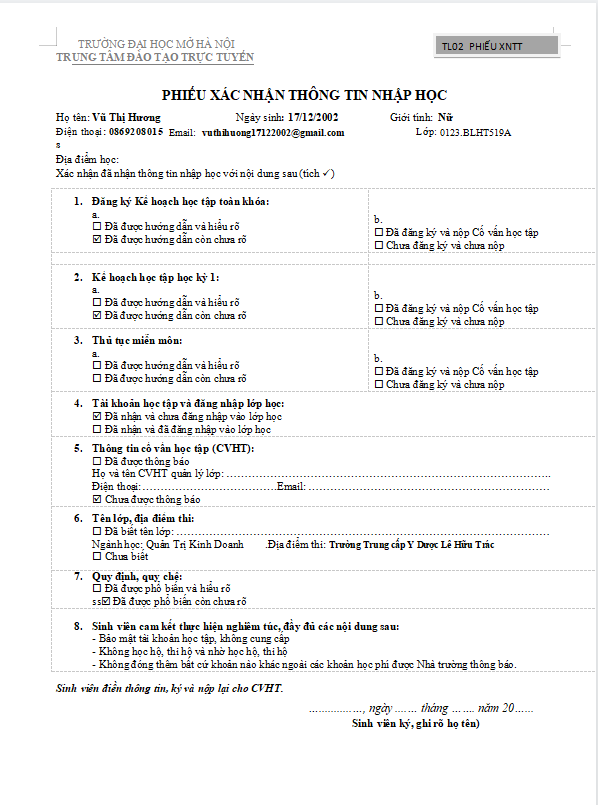 TRƯỜNG ĐẠI HỌC MỞ HÀ NỘI
TRUNG TÂM ĐÀO TẠO TRỰC TUYẾN
TL02 PHIẾU XNTT
PHIẾU XÁC NHẬN THÔNG TIN NHẬP HỌC
Họ tên: Vũ Thị Hương Ngày sinh: 17/12/2002 Giới tính: Nữ
Điện thoại: 0869208015 Email: vuthihuong17122002@gmail.com Lớp: 0123.BLHT519A
s
Địa điểm học:
Xác nhận đã nhận thông tin nhập học với nội dung sau (tích ✓)
1. Đăng ký Kế hoạch học tập toàn khóa:
a.
☐ Đã được hướng dẫn và hiểu rõ
☑ Đã được hướng dẫn còn chưa rõ
b.
☐ Đã đăng ký và nộp Cố vấn học tập
☐ Chưa đăng ký và chưa nộp
2. Kế hoạch học tập học kỳ 1:
a.
☐ Đã được hướng dẫn và hiểu rõ
☑ Đã được hướng dẫn còn chưa rõ
b.
☐ Đã đăng ký và nộp Cố vấn học tập
☐ Chưa đăng ký và chưa nộp
3. Thủ tục miễn môn:
a.
☐ Đã được hướng dẫn và hiểu rõ
☐ Đã được hướng dẫn còn chưa rõ
b.
☐ Đã đăng ký và nộp Cố vấn học tập
☐ Chưa đăng ký và chưa nộp
4. Tài khoản học tập và đăng nhập lớp học:
☑ Đã nhận và chưa đăng nhập vào lớp học
☐ Đã nhận và đã đăng nhập vào lớp học
5. Thông tin cố vấn học tập (CVHT):
☐ Đã được thông báo
Họ và tên CVHT quản lý lớp: ……………………………………………………………………………..
Điện thoại:……………………………….Email: …………………………………………………………
☑ Chưa được thông báo
6. Tên lớp, địa điểm thi:
☐ Đã biết tên lớp: …………………………………………………………………………………………
Ngành học: Quản Trị Kinh Doanh .Địa điểm thi: Trường Trung cấp Y Dược Lê Hữu Trác
☐ Chưa biết
7. Quy định, quy chế:
☐ Đã được phổ biến và hiểu rõ
ss☑ Đã được phổ biến còn chưa rõ
8. Sinh viên cam kết thực hiện nghiêm túc, đầy đủ các nội dung sau:
- Bảo mật tài khoản học tập, không cung cấp
- Không học hộ, thi hộ và nhờ học hộ, thi hộ
- Không đóng thêm bất cứ khoản nào khác ngoài các khoản học phí được Nhà trường thông báo.
Sinh viên điền thông tin, ký và nộp lại cho CVHT.
………………, ngày ……. tháng ……. năm 20……
Sinh viên ký, ghi rõ họ tên)